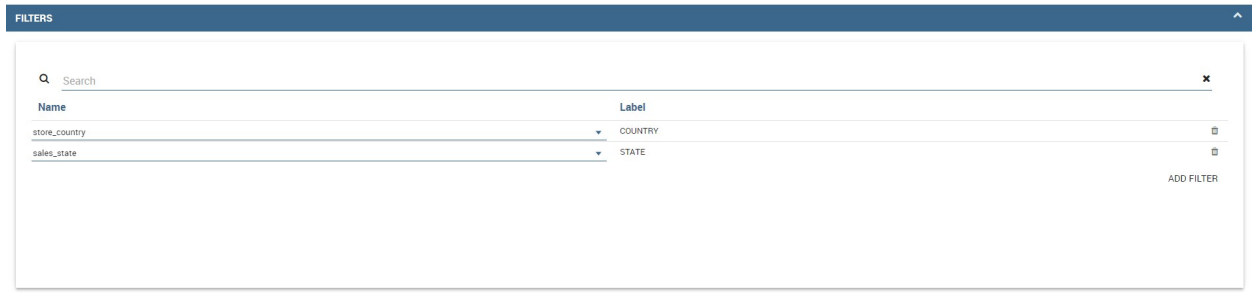 FILTERS
Search
Name Label
store_country COUNTRY
sales_state STATE
ADD FILTER